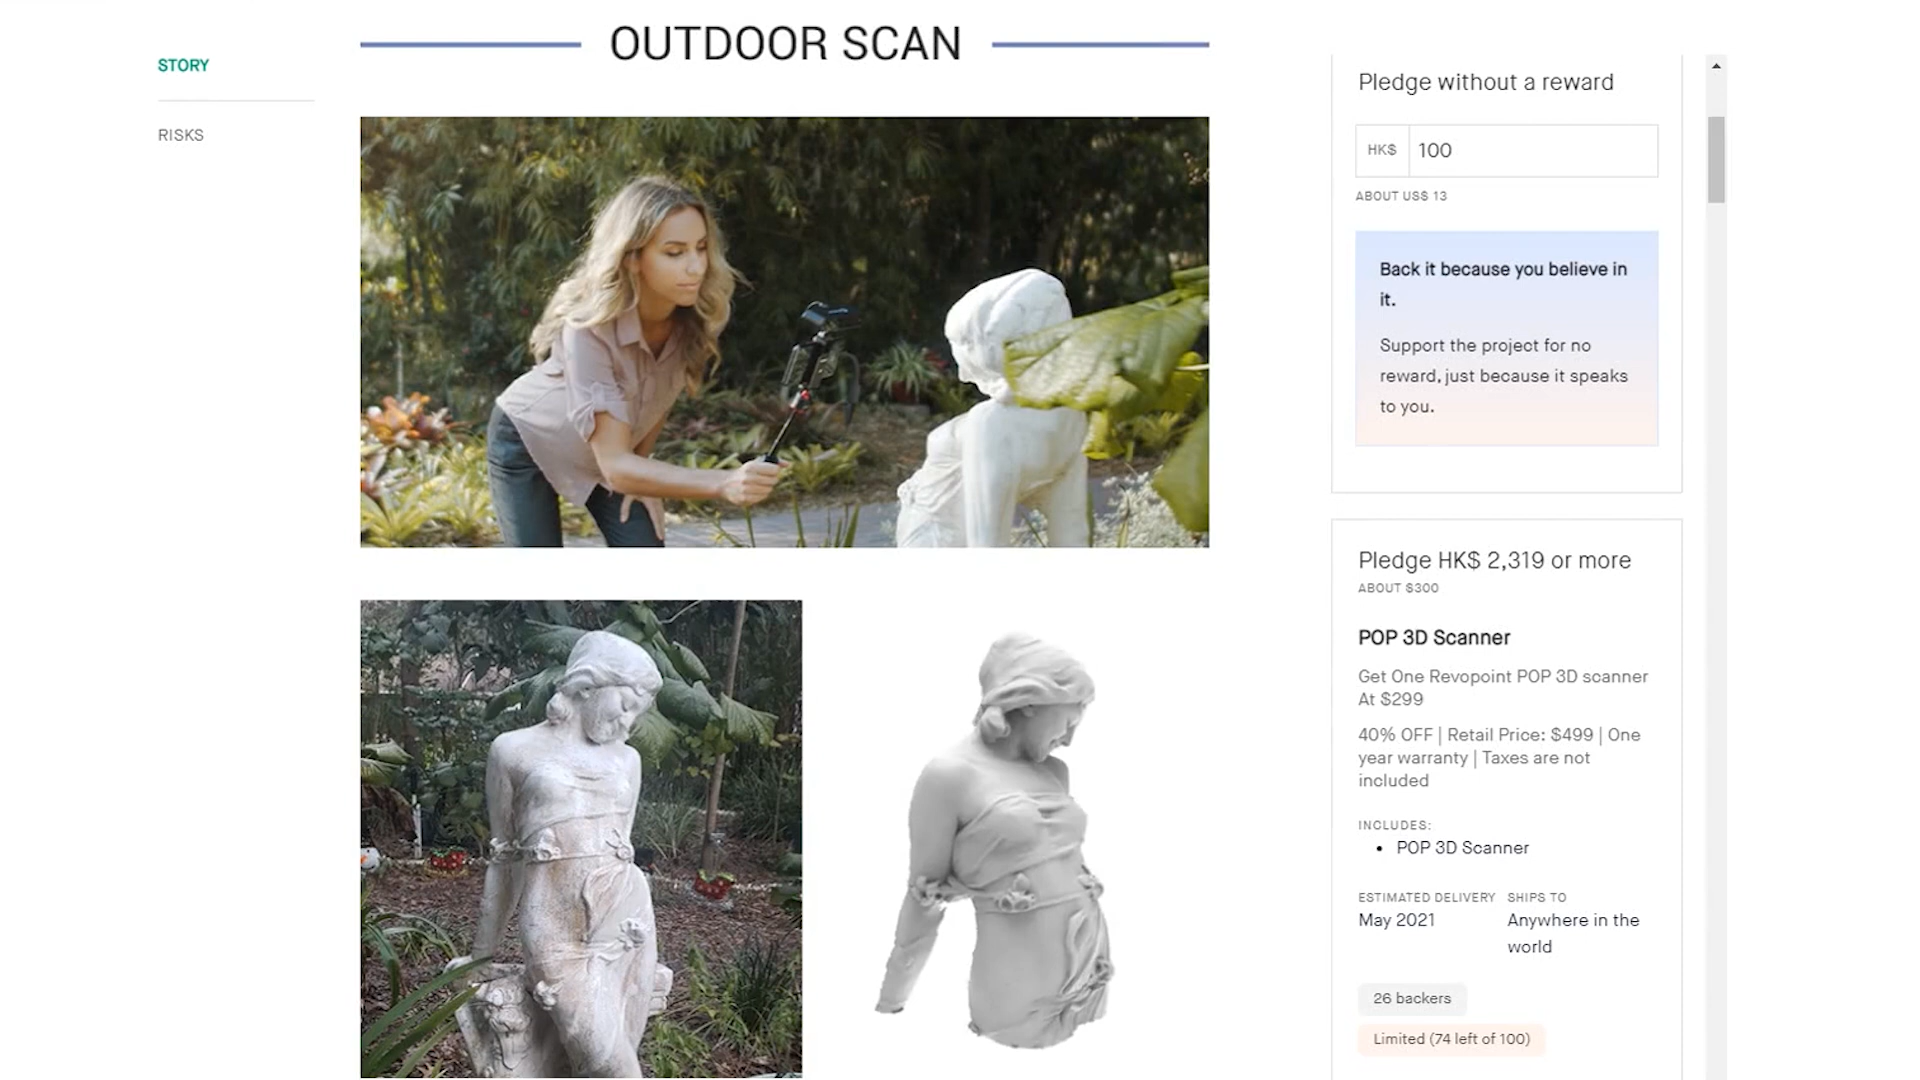 STORY
RISKS
OUTDOOR SCAN
Pledge without a reward
HK$ 100
ABOUT US$ 13
Back it because you believe in
it.
Support the project for no
reward, just because it speaks
to you.
Pledge HK$ 2,319 or more
ABOUT $300
POP 3D Scanner
Get One Revopoint POP 3D scanner
At $299
40% OFF | Retail Price: $499 | One
year warranty | Taxes are not
included
INCLUDES:
• POP 3D Scanner
ESTIMATED DELIVERY
May 2021
SHIPS TO
Anywhere in the
world
26 backers
Limited (74 left of 100)